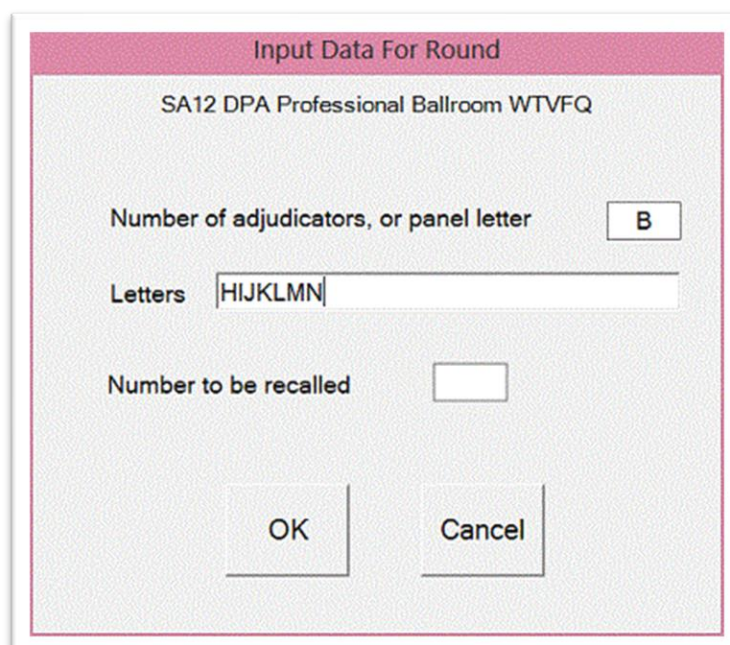 Input Data For Round
SA12 DPA Professional Ballroom WTVFQ
Number of adjudicators, or panel letter B
Letters HIJKLMN
Number to be recalled
OK Cancel